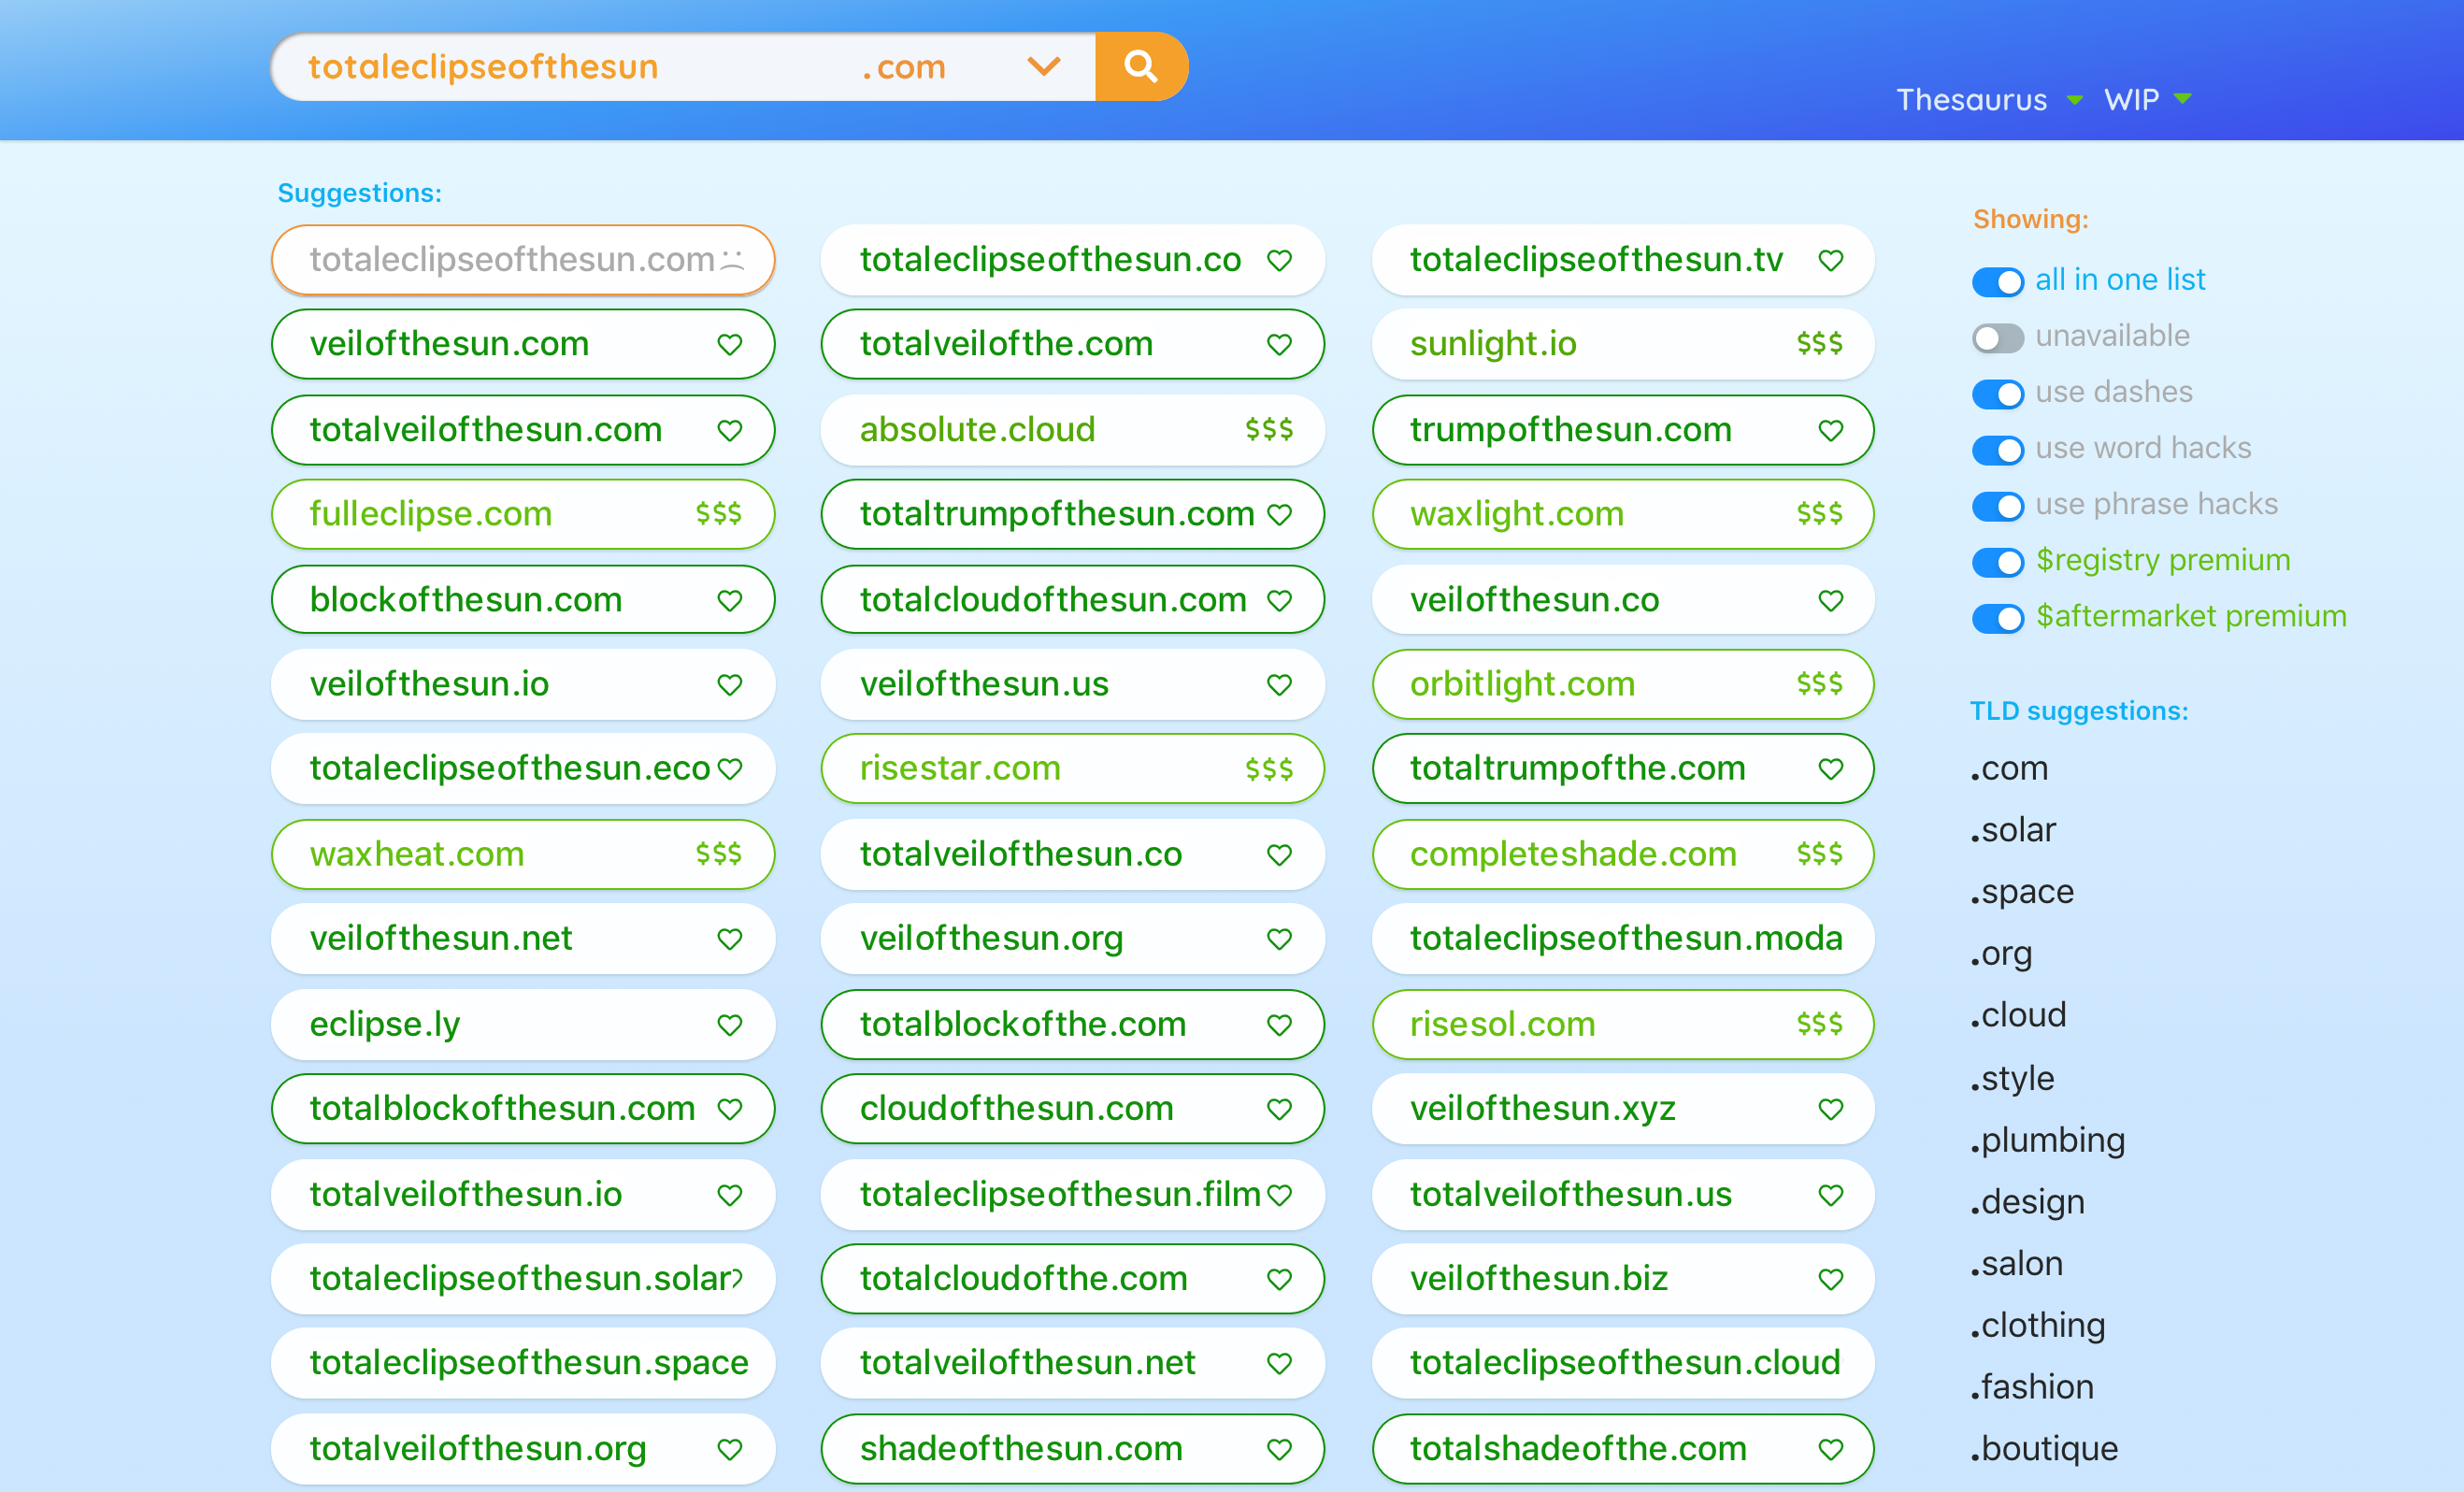 totaleclipseofthesun .com
Thesaurus WIP
Suggestions:
totaleclipseofthesun.com
totaleclipseofthesun.co
totaleclipseofthesun.tv
veilofthesun.com
totalveilofthe.com
sunlight.io $$$
totalveilofthesun.com
absolute.cloud $$$
trumpofthesun.com
fulleclipse.com $$$
totaltrumpofthesun.com
waxlight.com $$$
blockofthesun.com
totalcloudofthesun.com
veilofthesun.co
veilofthesun.io
veilofthesun.us
orbitlight.com $$$
totaleclipseofthesun.eco
risestar.com $$$
totaltrumpofthe.com
waxheat.com $$$
totalveilofthesun.co
completeshade.com $$$
veilofthesun.net
veilofthesun.org
totaleclipseofthesun.moda
eclipse.ly
totalblockofthe.com
risesol.com $$$
totalblockofthesun.com
cloudofthesun.com
veilofthesun.xyz
totalveilofthesun.io
totaleclipseofthesun.film
totalveilofthesun.us
totaleclipseofthesun.solar
totalcloudofthe.com
veilofthesun.biz
totaleclipseofthesun.space
totalveilofthesun.net
totaleclipseofthesun.cloud
totalveilofthesun.org
shadeofthesun.com
totalshadeofthe.com
Showing:
all in one list
unavailable
use dashes
use word hacks
use phrase hacks
$registry premium
$aftermarket premium
TLD suggestions:
.com
.solar
.space
.org
.cloud
.style
.plumbing
.design
.salon
.clothing
.fashion
.boutique